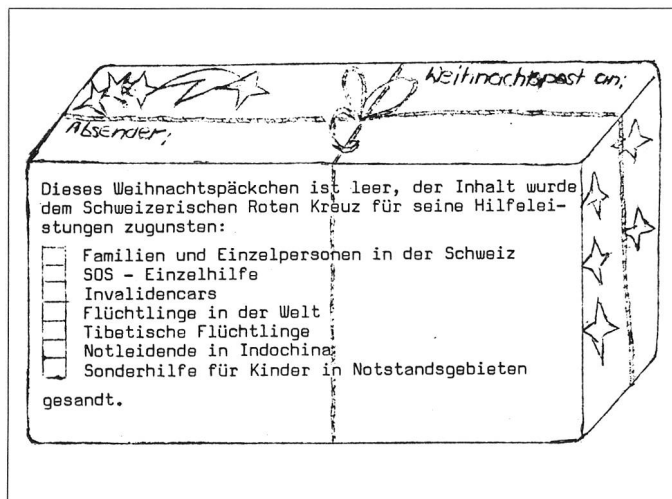 Weihnachtspost an:
Absender:
Dieses Weihnachtspäckchen ist leer, der Inhalt wurde
dem Schweizerischen Roten Kreuz für seine Hilfelei-
stungen zugunsten:
Familien und Einzelpersonen in der Schweiz
SOS - Einzelhilfe
Invalidencars
Flüchtlinge in der Welt
Tibetische Flüchtlinge
Notleidende in Indochina
Sonderhilfe für Kinder in Notstandsgebieten
gesandt.